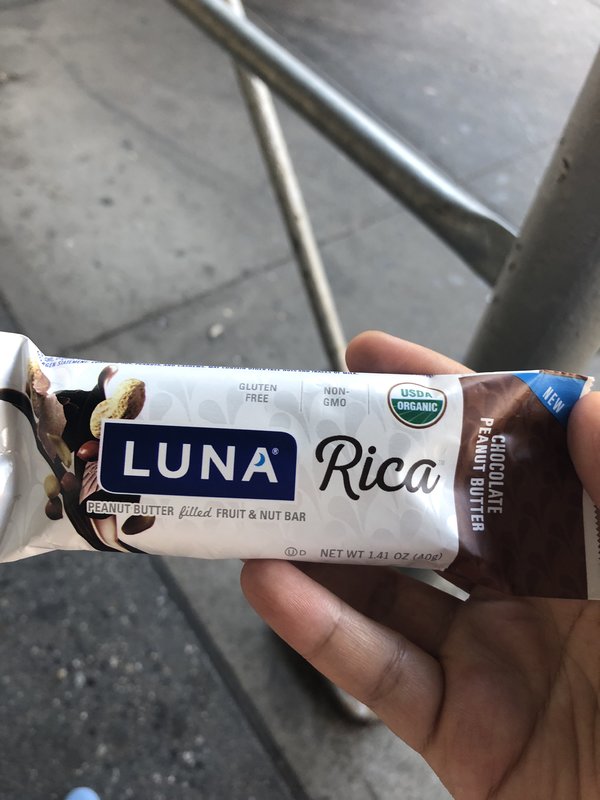 GLUTEN
FREE
NON-
GMO
USDA
ORGANIC
NEW
LUNA®
Rica™
CHOCOLATE
PEANUT BUTTER
PEANUT BUTTER filled FRUIT & NUT BAR
U D NET WT 1.41 OZ (40g)